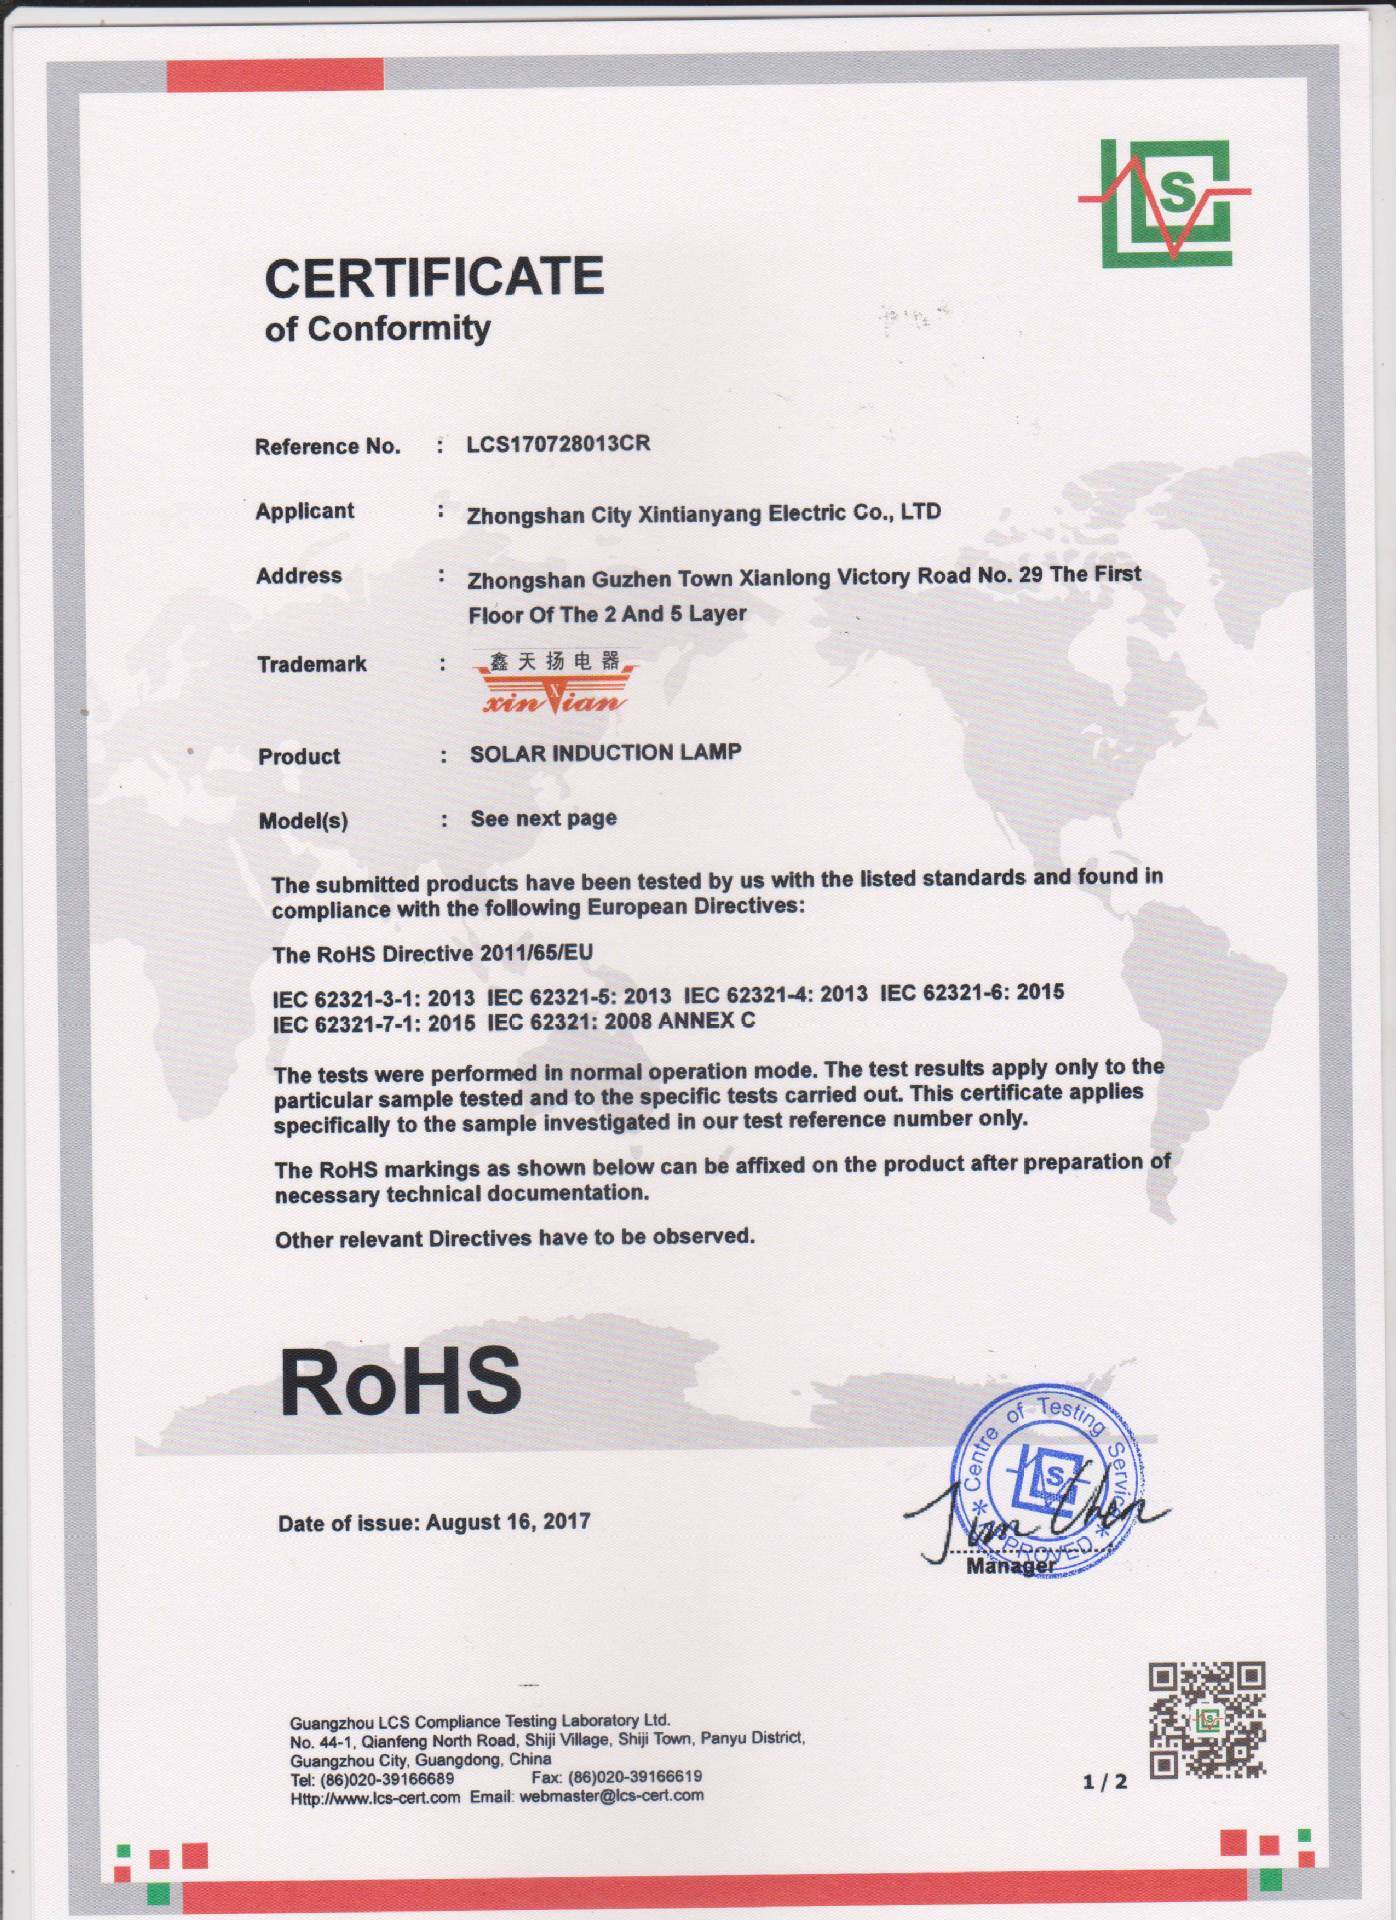 LCS
CERTIFICATE
of Conformity
Reference No. : LCS170728013CR
Applicant : Zhongshan City Xintianyang Electric Co., LTD
Address : Zhongshan Guzhen Town Xianlong Victory Road No. 29 The First
Floor Of The 2 And 5 Layer
Trademark : 鑫天扬电器
X
xin ian
Product : SOLAR INDUCTION LAMP
Model(s) : See next page
The submitted products have been tested by us with the listed standards and found in
compliance with the following European Directives:
The RoHS Directive 2011/65/EU
IEC 62321-3-1: 2013 IEC 62321-5: 2013 IEC 62321-4: 2013 IEC 62321-6: 2015
IEC 62321-7-1: 2015 IEC 62321: 2008 ANNEX C
The tests were performed in normal operation mode. The test results apply only to the
particular sample tested and to the specific tests carried out. This certificate applies
specifically to the sample investigated in our test reference number only.
The RoHS markings as shown below can be affixed on the product after preparation of
necessary technical documentation.
Other relevant Directives have to be observed.
RoHS
Centre of Testing Service
LCS
* APPROVED *
Date of issue: August 16, 2017
Manager
Guangzhou LCS Compliance Testing Laboratory Ltd.
No. 44-1, Qianfeng North Road, Shiji Village, Shiji Town, Panyu District,
Guangzhou City, Guangdong, China
Tel: (86)020-39166689 Fax: (86)020-39166619
Http://www.lcs-cert.com Email: webmaster@lcs-cert.com
1 / 2